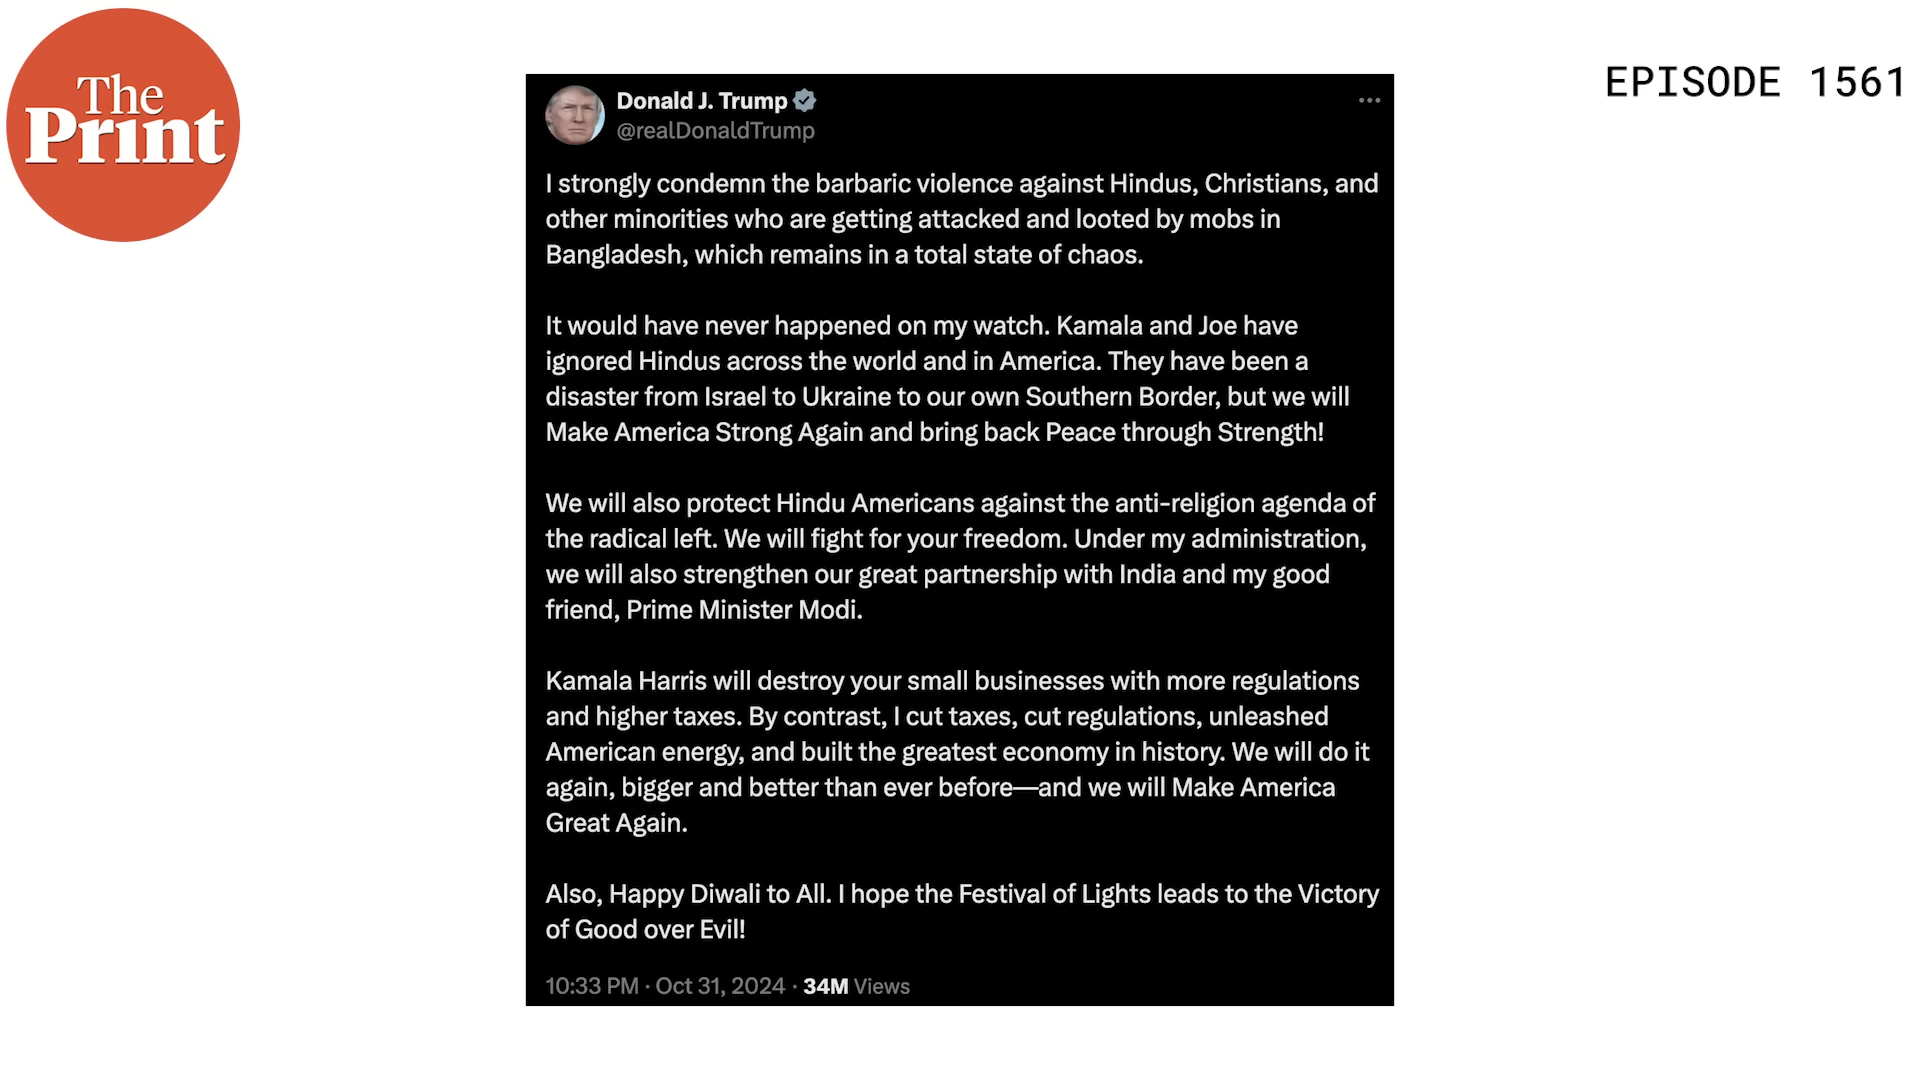 The
Print
EPISODE 1561
Donald J. Trump
@realDonaldTrump
I strongly condemn the barbaric violence against Hindus, Christians, and
other minorities who are getting attacked and looted by mobs in
Bangladesh, which remains in a total state of chaos.
It would have never happened on my watch. Kamala and Joe have
ignored Hindus across the world and in America. They have been a
disaster from Israel to Ukraine to our own Southern Border, but we will
Make America Strong Again and bring back Peace through Strength!
We will also protect Hindu Americans against the anti-religion agenda of
the radical left. We will fight for your freedom. Under my administration,
we will also strengthen our great partnership with India and my good
friend, Prime Minister Modi.
Kamala Harris will destroy your small businesses with more regulations
and higher taxes. By contrast, I cut taxes, cut regulations, unleashed
American energy, and built the greatest economy in history. We will do it
again, bigger and better than ever before—and we will Make America
Great Again.
Also, Happy Diwali to All. I hope the Festival of Lights leads to the Victory
of Good over Evil!
10:33 PM · Oct 31, 2024 · 34M Views